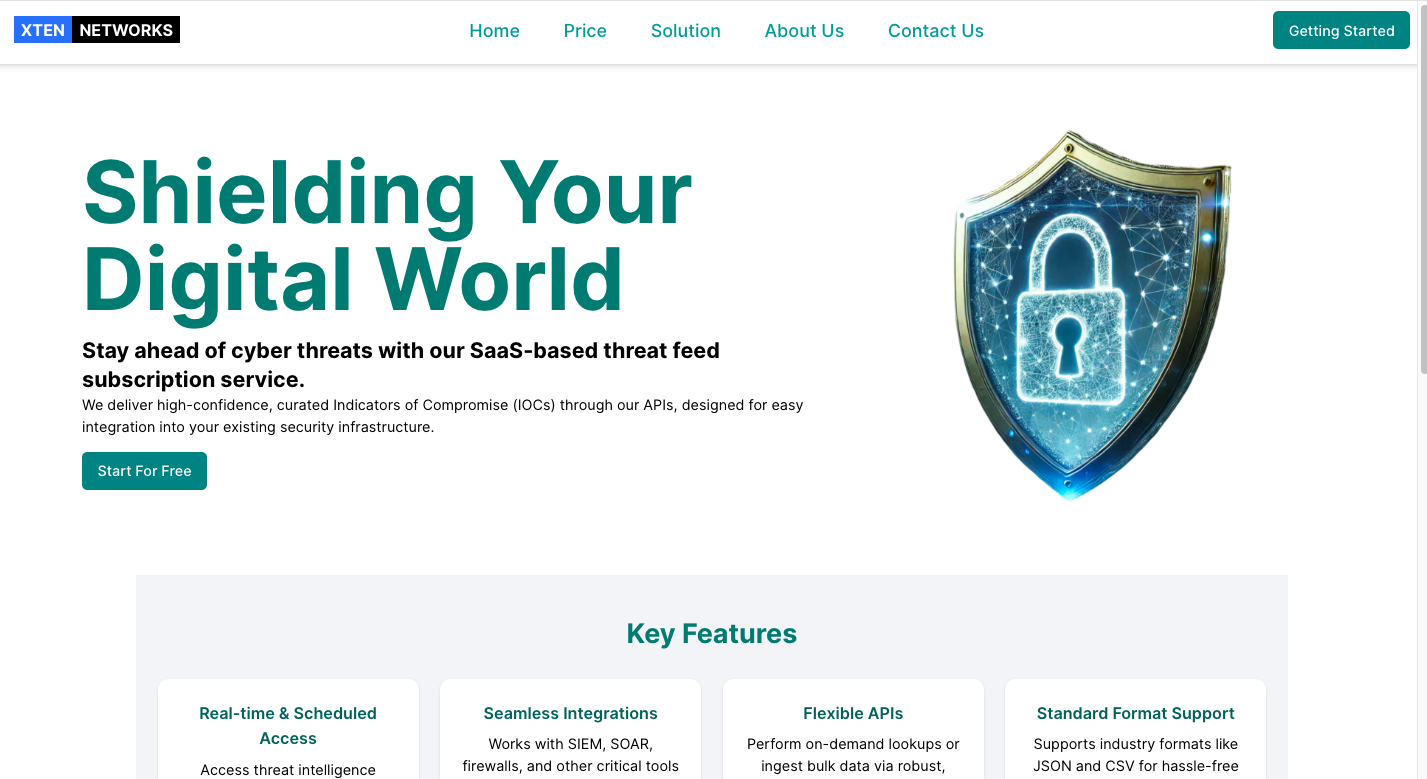 XTEN NETWORKS
Home
Price
Solution
About Us
Contact Us
Getting Started
Shielding Your
Digital World
Stay ahead of cyber threats with our SaaS-based threat feed
subscription service.
We deliver high-confidence, curated Indicators of Compromise (IOCs) through our APIs, designed for easy
integration into your existing security infrastructure.
Start For Free
Key Features
Real-time & Scheduled
Access
Access threat intelligence
Seamless Integrations
Works with SIEM, SOAR,
firewalls, and other critical tools
Flexible APIs
Perform on-demand lookups or
ingest bulk data via robust,
Standard Format Support
Supports industry formats like
JSON and CSV for hassle-free